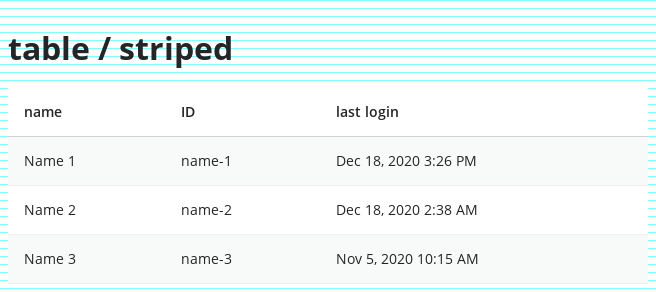 table / striped
name ID last login
Name 1 name-1 Dec 18, 2020 3:26 PM
Name 2 name-2 Dec 18, 2020 2:38 AM
Name 3 name-3 Nov 5, 2020 10:15 AM